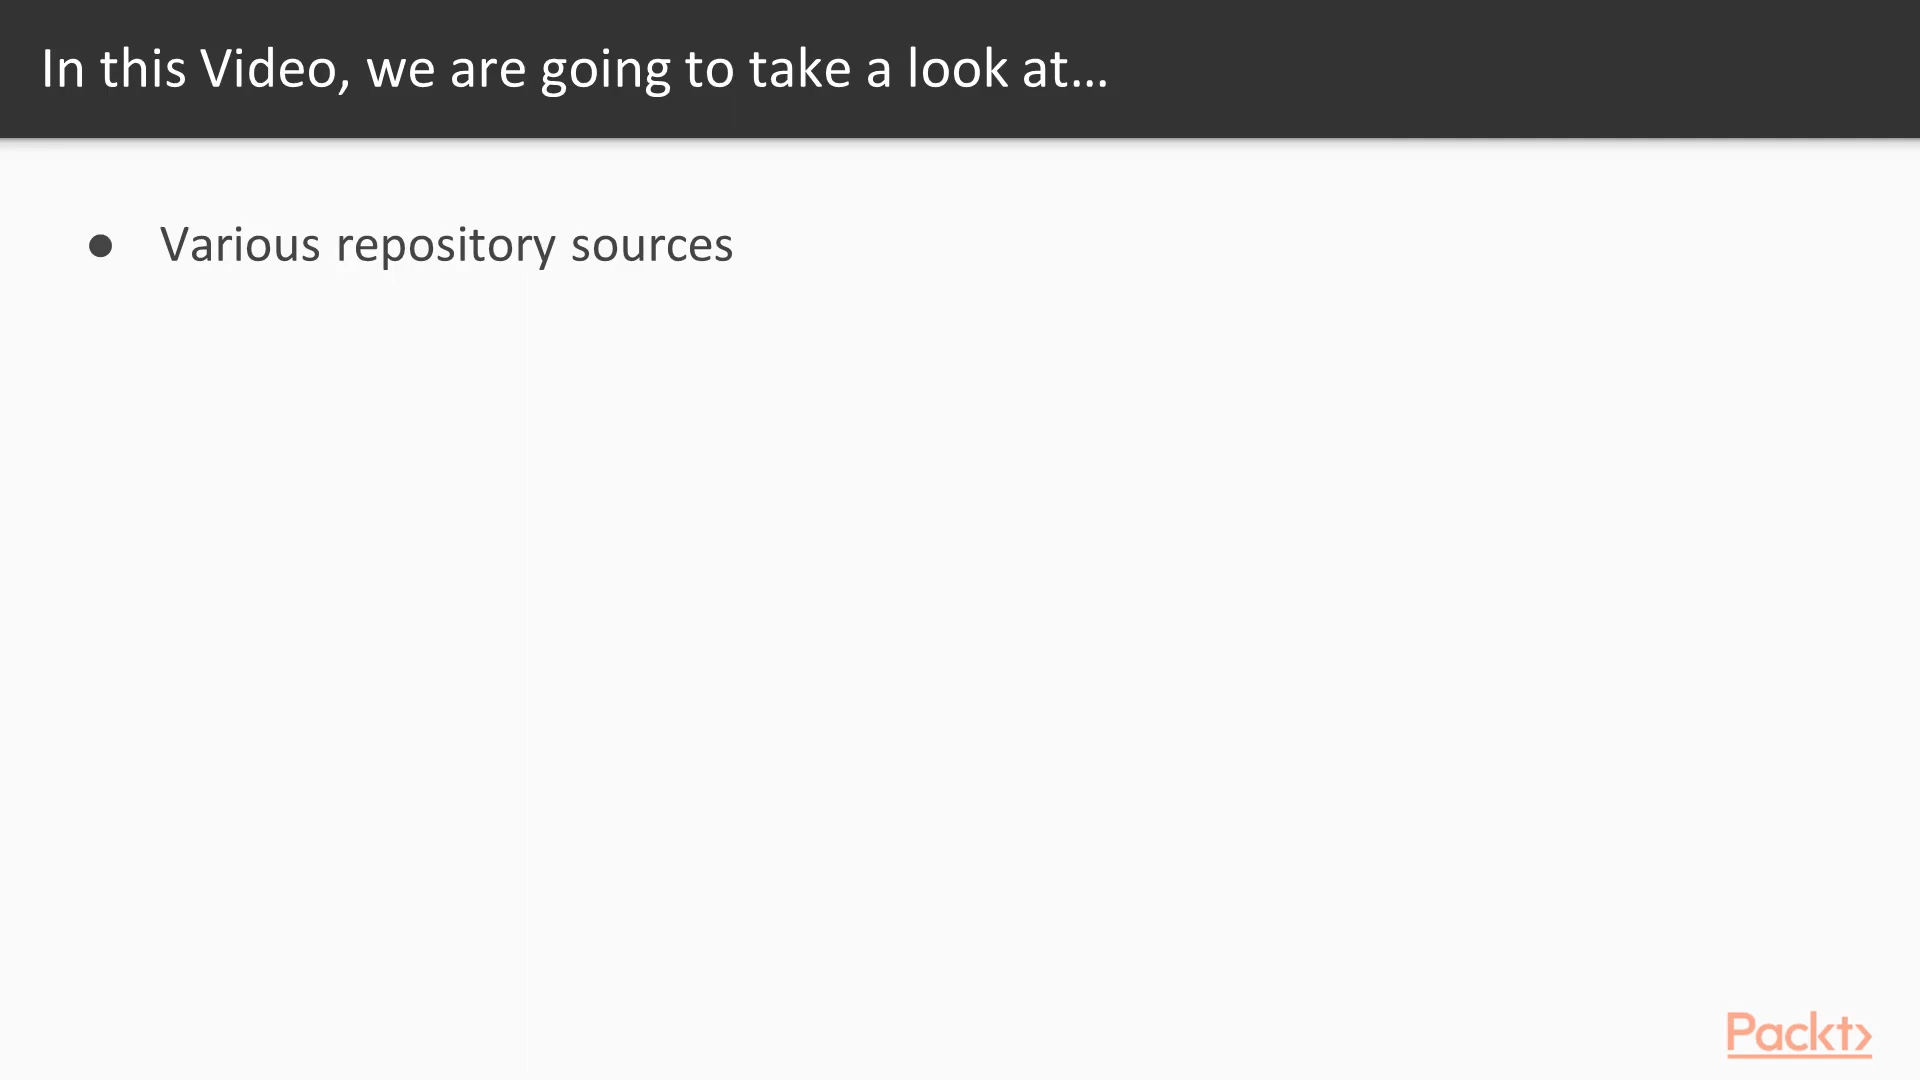 In this Video, we are going to take a look at...
● Various repository sources
Packt>